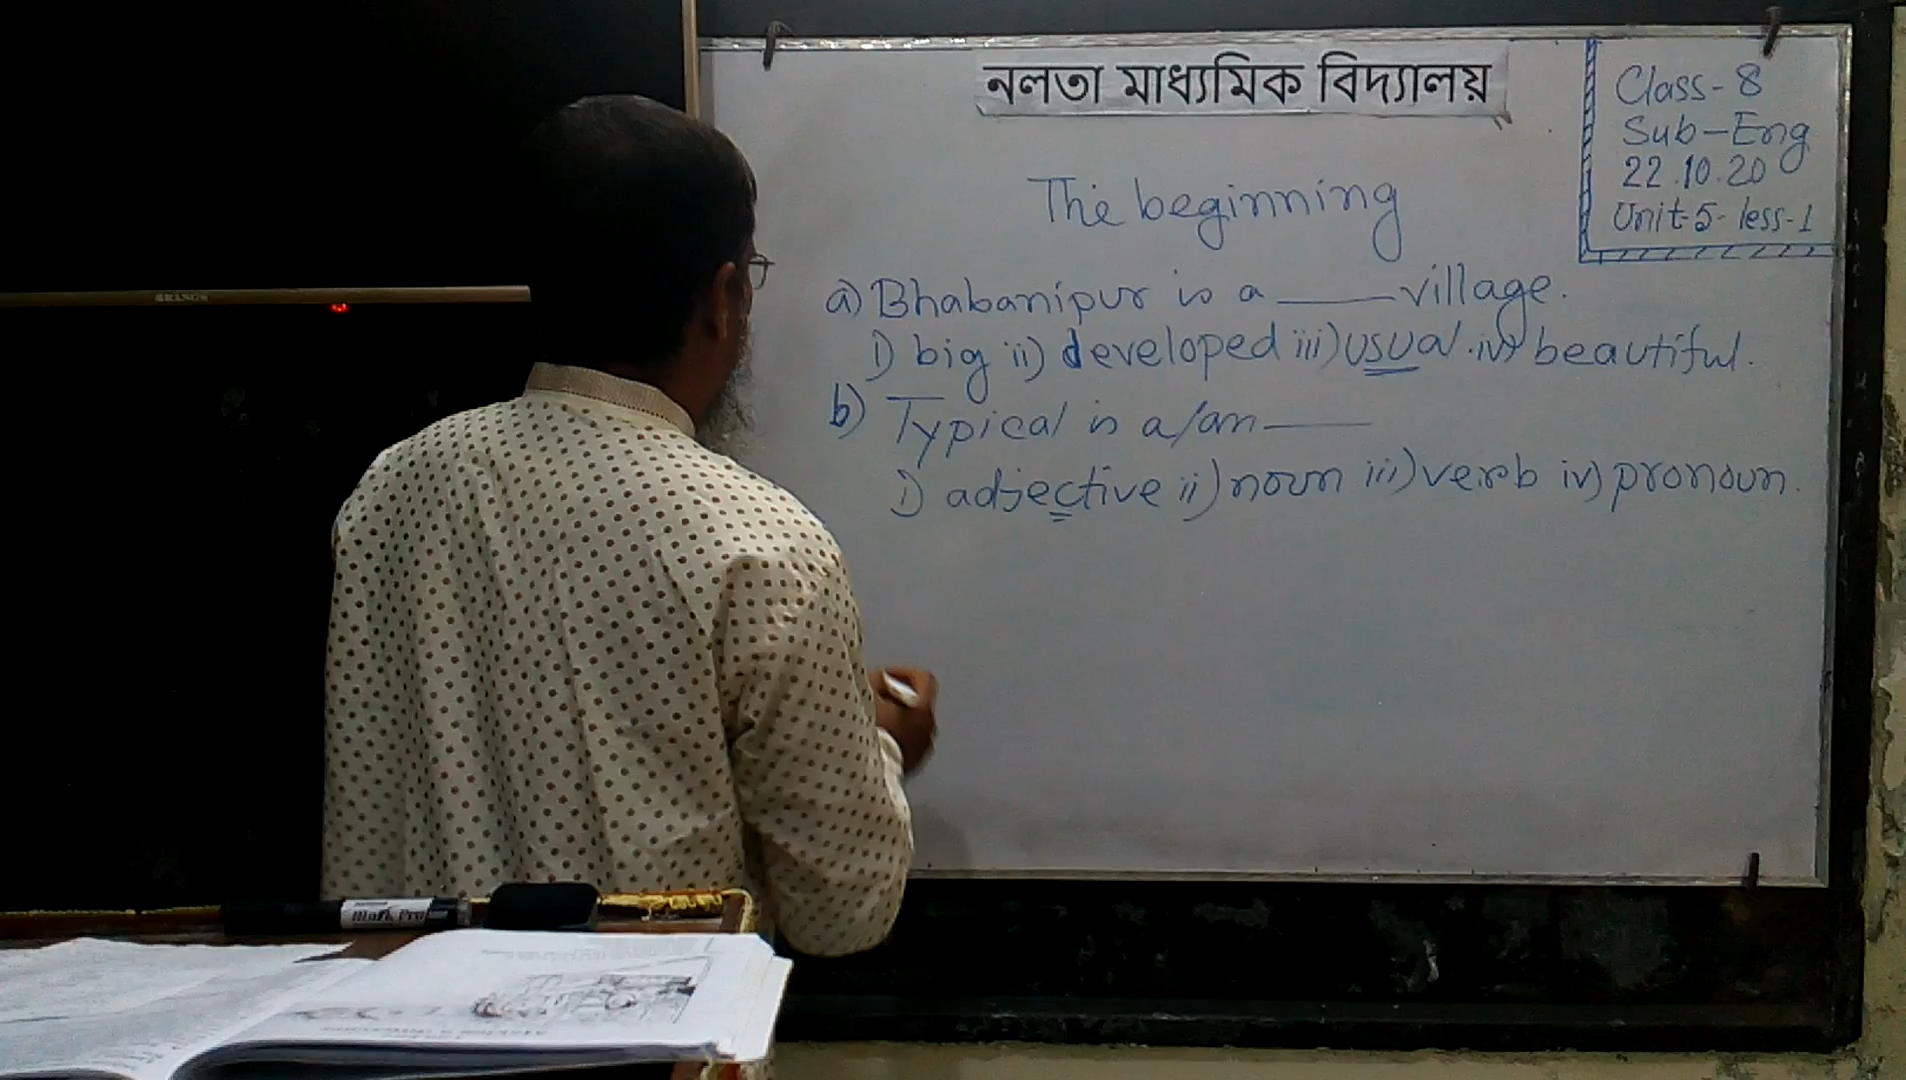 নলতা মাধ্যমিক বিদ্যালয়
Class-8
Sub-Eng
22.10.20
Unit-5-less-1
The beginning
a) Bhabanipur is a ____ village.
i) big ii) developed iii) usual. iv) beautiful.
b) Typical is a/an ____
i) adjective ii) noun iii) verb iv) pronoun.
Mark Pro